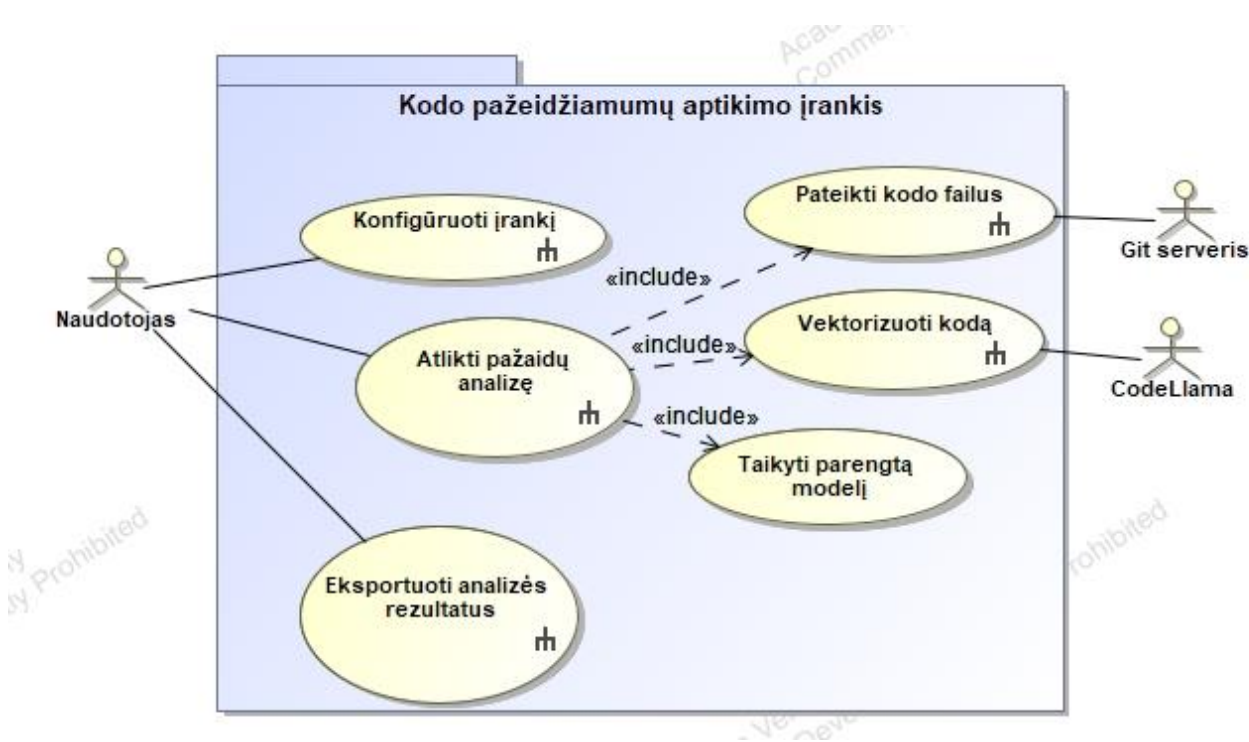 Kodo pažeidžiamumų aptikimo įrankis
Pateikti kodo failus
Konfigūruoti įrankį
Git serveris
«include»
Naudotojas
Vektorizuoti kodą
«include»
Atlikti pažaidų
analizę
CodeLlama
«include»
Taikyti parengtą
modelį
Eksportuoti analizės
rezultatus
Prohibited